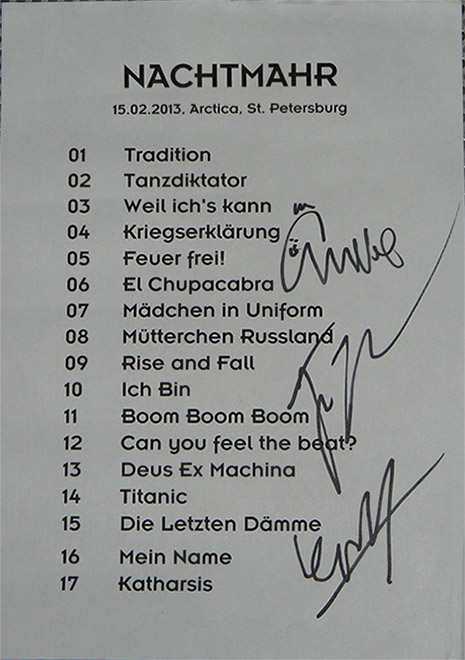 NACHTMAHR
15.02.2013, Arctica, St. Petersburg
01 Tradition
02 Tanzdiktator
03 Weil ich's kann
04 Kriegserklärung
05 Feuer frei!
06 El Chupacabra
07 Mädchen in Uniform
08 Mütterchen Russland
09 Rise and Fall
10 Ich Bin
11 Boom Boom Boom
12 Can you feel the beat?
13 Deus Ex Machina
14 Titanic
15 Die Letzten Dämme
16 Mein Name
17 Katharsis